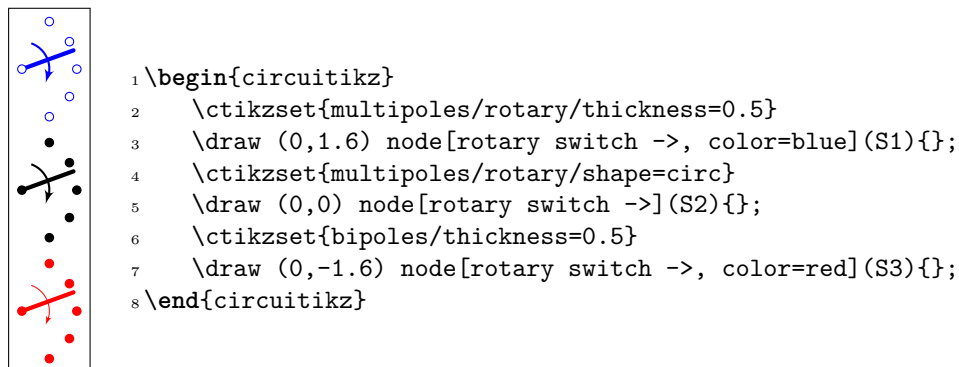 1 \begin{circuitikz}
2     \ctikzset{multipoles/rotary/thickness=0.5}
3     \draw (0,1.6) node[rotary switch ->, color=blue](S1){};
4     \ctikzset{multipoles/rotary/shape=circ}
5     \draw (0,0) node[rotary switch ->](S2){};
6     \ctikzset{bipoles/thickness=0.5}
7     \draw (0,-1.6) node[rotary switch ->, color=red](S3){};
8 \end{circuitikz}